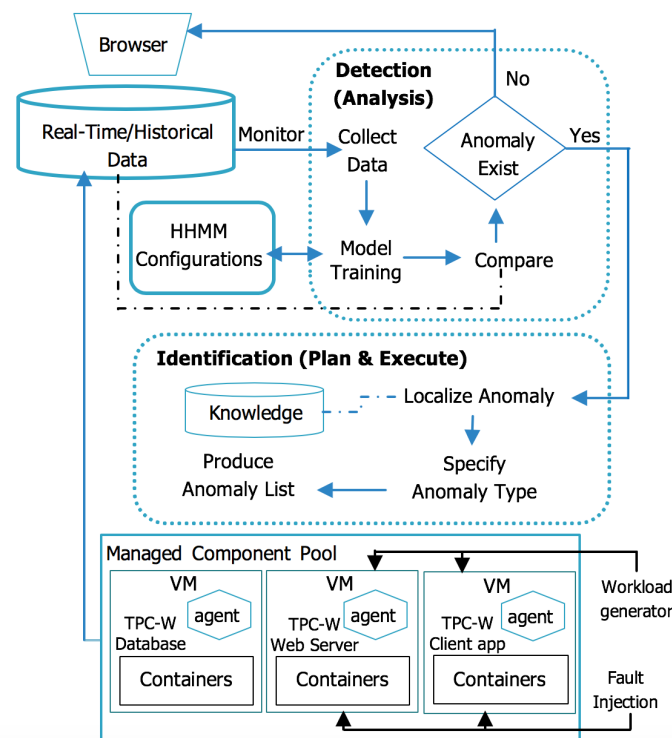 Browser
Real-Time/Historical
Data
Monitor
Detection
(Analysis)
Collect
Data
No
Anomaly
Exist
Yes
HHMM
Configurations
Model
Training
Compare
Identification (Plan & Execute)
Knowledge
Localize Anomaly
Produce
Anomaly List
Specify
Anomaly Type
Managed Component Pool
VM
agent
TPC-W
Database
Containers
VM
agent
TPC-W
Web Server
Containers
VM
agent
TPC-W
Client app
Containers
Workload
generator
Fault
Injection